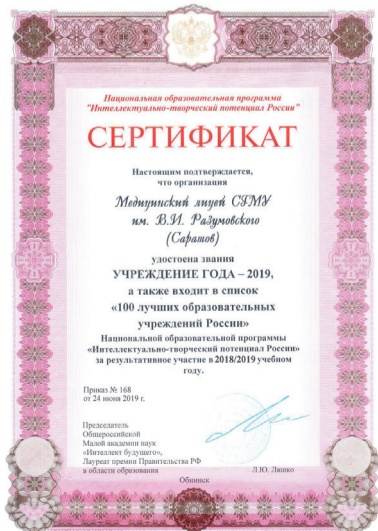 Национальная образовательная программа
"Интеллектуально-творческий потенциал России"
СЕРТИФИКАТ
Настоящим подтверждается,
что организация
Медицинский лицей СГМУ
им. В.И. Разумовского
(Саратов)
удостоена звания
УЧРЕЖДЕНИЕ ГОДА – 2019,
а также входит в список
«100 лучших образовательных
учреждений России»
Национальной образовательной программы
«Интеллектуально-творческий потенциал России»
за результативное участие в 2018/2019 учебном
году.
Приказ № 168
от 24 июня 2019 г.
Председатель
Общероссийской
Малой академии наук
«Интеллект будущего»,
Лауреат премии Правительства РФ
в области образования
Л.Ю. Ляшко
Обнинск